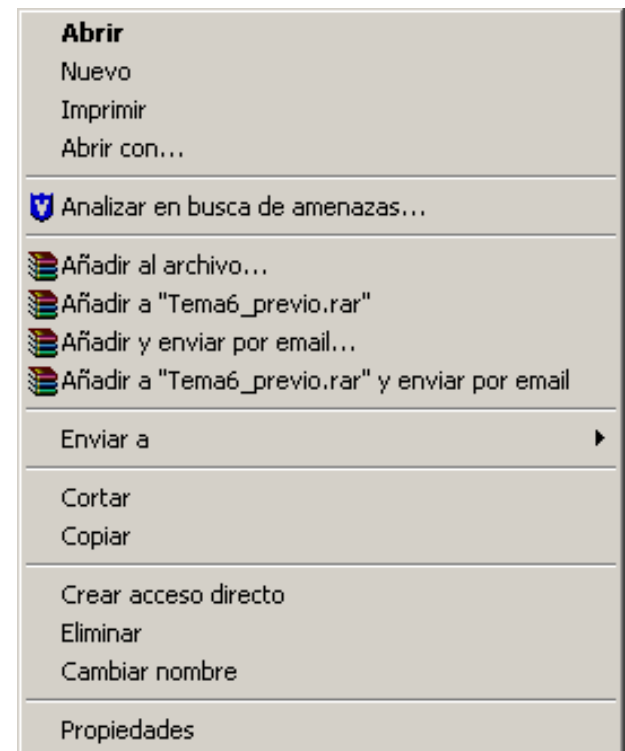 Abrir
Nuevo
Imprimir
Abrir con...
Analizar en busca de amenazas...
Añadir al archivo...
Añadir a "Tema6_previo.rar"
Añadir y enviar por email...
Añadir a "Tema6_previo.rar" y enviar por email
Enviar a
Cortar
Copiar
Crear acceso directo
Eliminar
Cambiar nombre
Propiedades